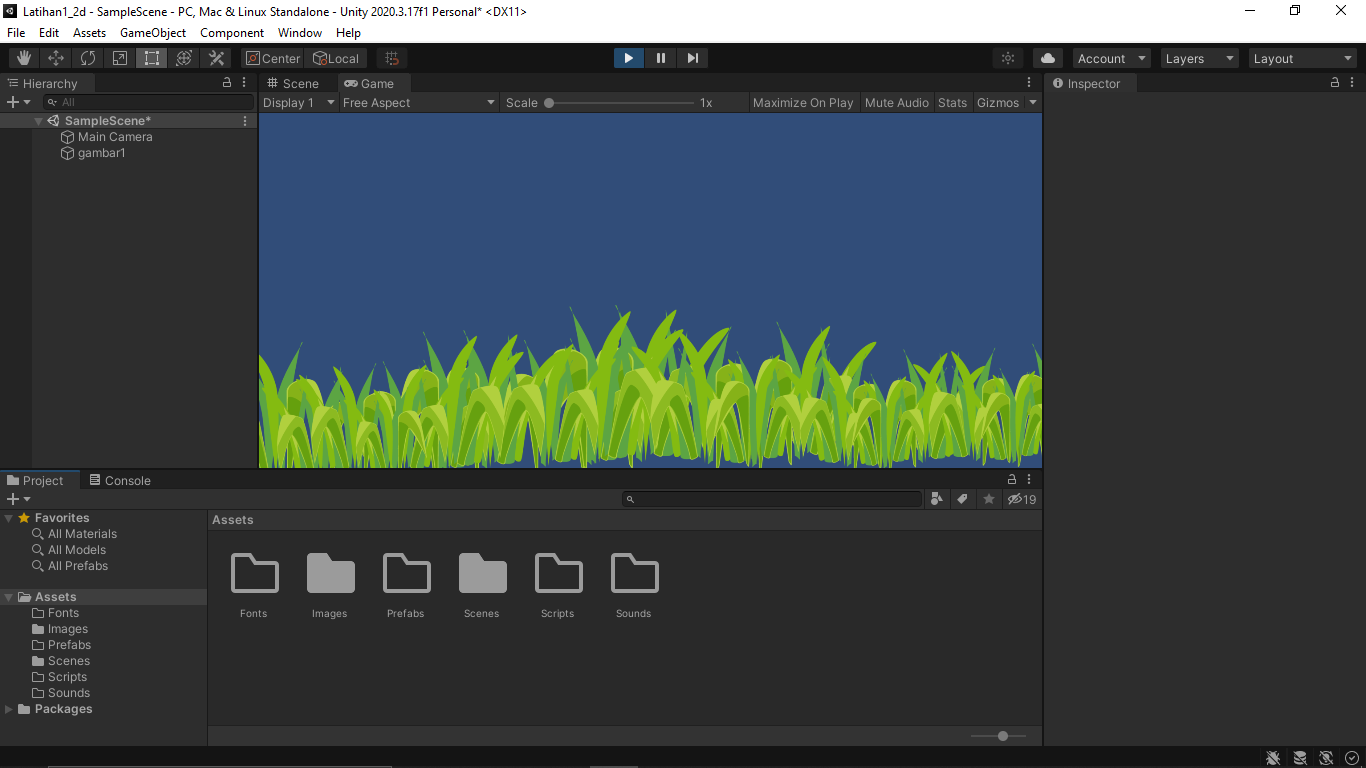 Latihan1_2d - SampleScene - PC, Mac & Linux Standalone - Unity 2020.3.17f1 Personal* <DX11>
File Edit Assets GameObject Component Window Help
Center Local Account Layers Layout
Hierarchy Scene Game Inspector
All Display 1 Free Aspect Scale 1x Maximize On Play Mute Audio Stats Gizmos
SampleScene*
Main Camera
gambar1
Project Console
19
Favorites
All Materials
All Models
All Prefabs
Assets
Fonts
Images
Prefabs
Scenes
Scripts
Sounds
Packages
Assets
Fonts Images Prefabs Scenes Scripts Sounds